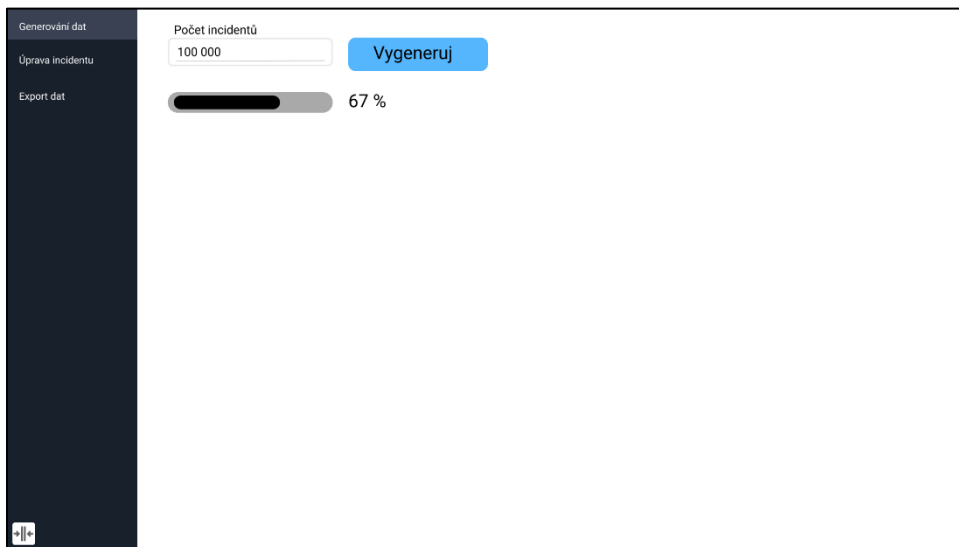 Generování dat
Úprava incidentu
Export dat
Počet incidentů
100 000
Vygeneruj
67 %